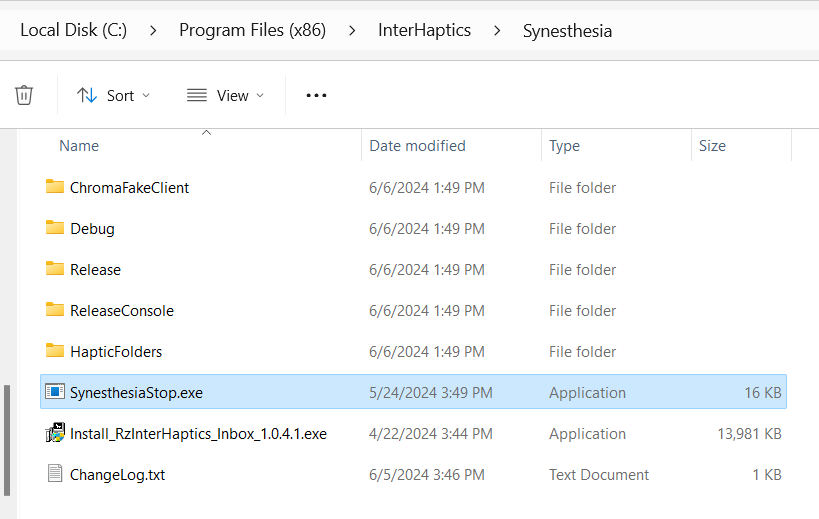 Local Disk (C:) > Program Files (x86) > InterHaptics > Synesthesia
Sort View
Name Date modified Type Size
ChromaFakeClient 6/6/2024 1:49 PM File folder
Debug 6/6/2024 1:49 PM File folder
Release 6/6/2024 1:49 PM File folder
ReleaseConsole 6/6/2024 1:49 PM File folder
HapticFolders 6/6/2024 1:49 PM File folder
SynesthesiaStop.exe 5/24/2024 3:49 PM Application 16 KB
Install_RzInterHaptics_Inbox_1.0.4.1.exe 4/22/2024 3:44 PM Application 13,981 KB
ChangeLog.txt 6/5/2024 3:46 PM Text Document 1 KB